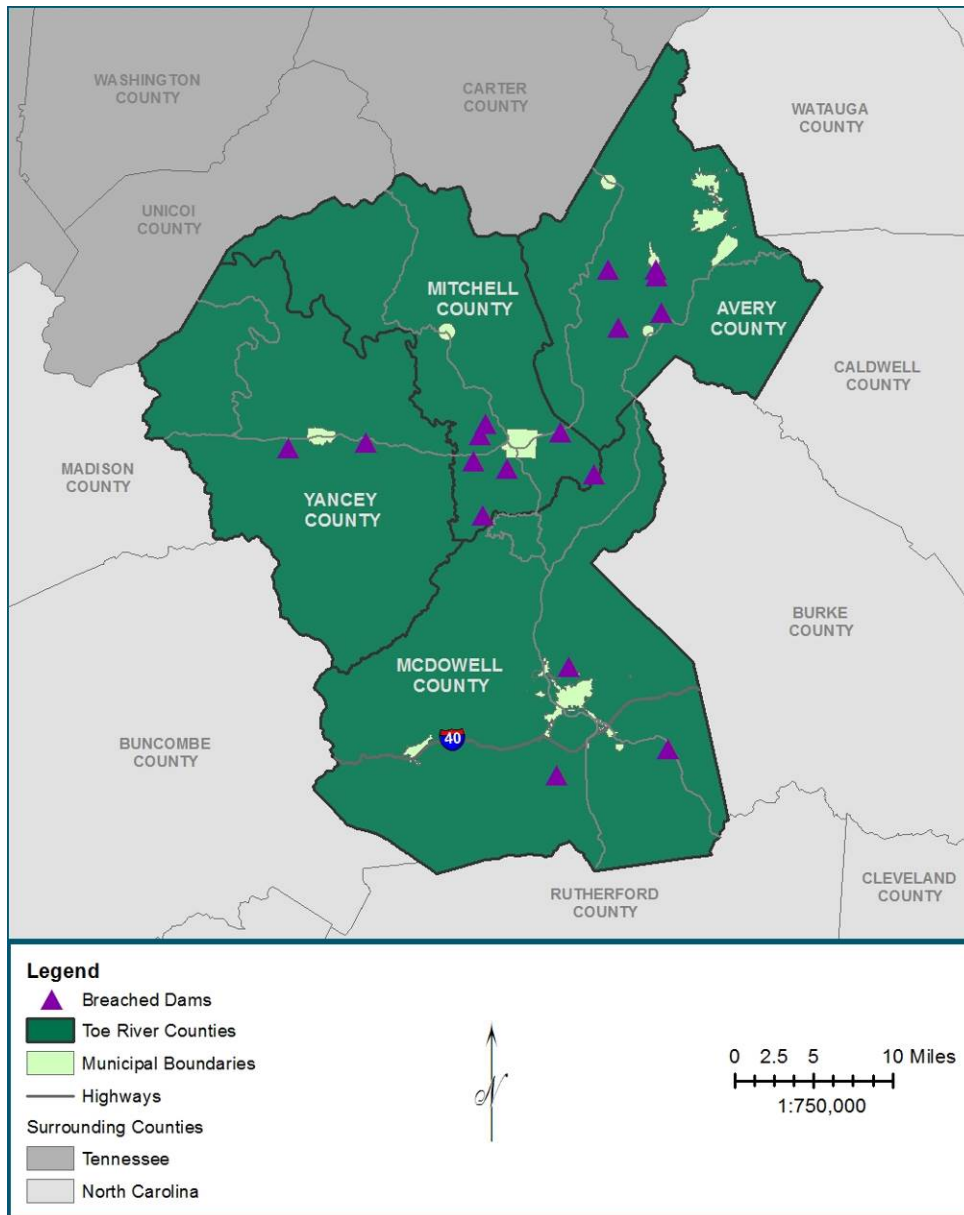 WASHINGTON
COUNTY
CARTER
COUNTY
WATAUGA
COUNTY
UNICOI
COUNTY
MITCHELL
COUNTY
AVERY
COUNTY
CALDWELL
COUNTY
MADISON
COUNTY
YANCEY
COUNTY
BURKE
COUNTY
MCDOWELL
COUNTY
BUNCOMBE
COUNTY
40
RUTHERFORD
COUNTY
CLEVELAND
COUNTY
Legend
Breached Dams
Toe River Counties
Municipal Boundaries
Highways
Surrounding Counties
Tennessee
North Carolina
N
0 2.5 5 10 Miles
1:750,000